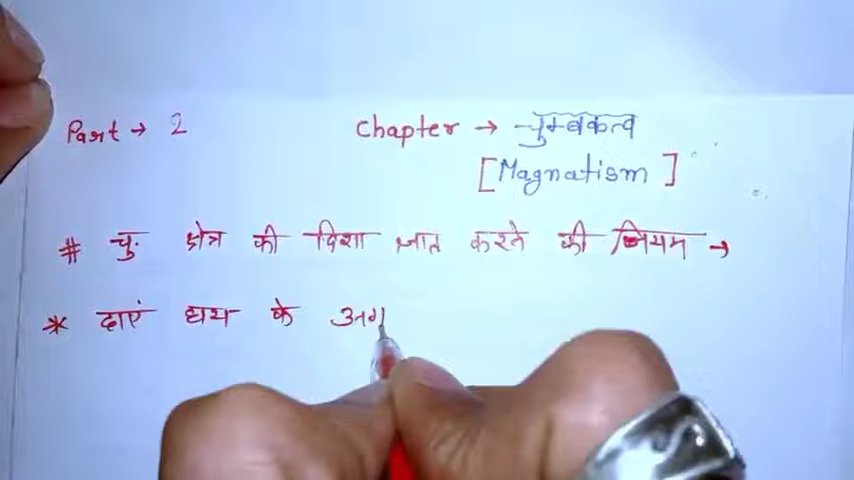 Part → 2
Chapter → चुम्बकत्व
[Magnatism]
# चु॰ क्षेत्र की दिशा ज्ञात करने की नियम →
* दाएं हाथ के अंग